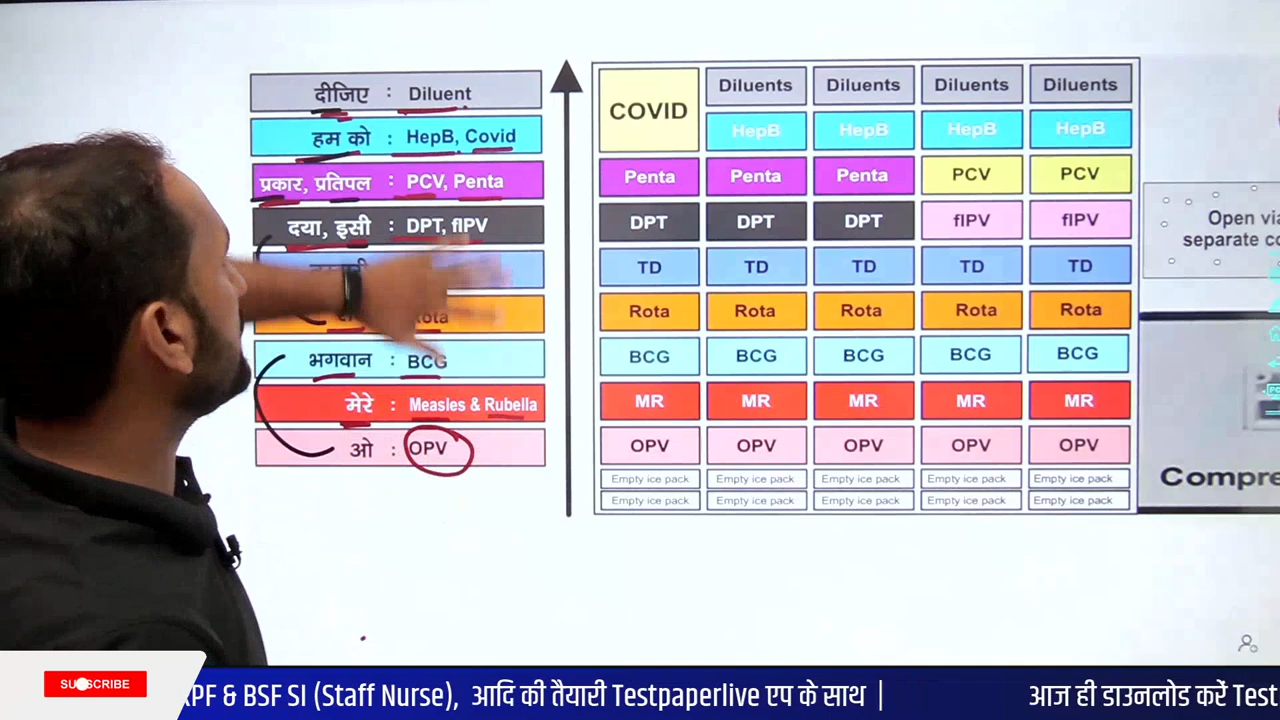 दीजिए : Diluent
हम को : HepB, Covid
प्रकार, प्रतिपल : PCV, Penta
दया, इसी : DPT, fIPV
Rota
भगवान : BCG
मेरे : Measles & Rubella
ओ : OPV
COVID Diluents Diluents Diluents Diluents
HepB HepB HepB HepB
Penta Penta Penta PCV PCV
DPT DPT DPT fIPV fIPV
TD TD TD TD TD
Rota Rota Rota Rota Rota
BCG BCG BCG BCG BCG
MR MR MR MR MR
OPV OPV OPV OPV OPV
Empty ice pack Empty ice pack Empty ice pack Empty ice pack Empty ice pack
Empty ice pack Empty ice pack Empty ice pack Empty ice pack Empty ice pack
Open via
separate co
Compre
SUBSCRIBE
RPF & BSF SI (Staff Nurse), आदि की तैयारी Testpaperlive एप के साथ | आज ही डाउनलोड करें Test